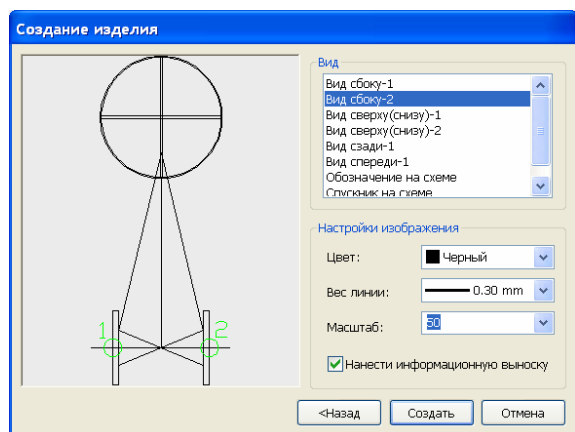 Создание изделия
1
2
Вид
Вид сбоку-1
Вид сбоку-2
Вид сверху(снизу)-1
Вид сверху(снизу)-2
Вид сзади-1
Вид спереди-1
Обозначение на схеме
Спускник на схеме
Настройки изображения
Цвет: Черный
Вес линии: 0.30 mm
Масштаб: 50
Нанести информационную выноску
<Назад Создать Отмена